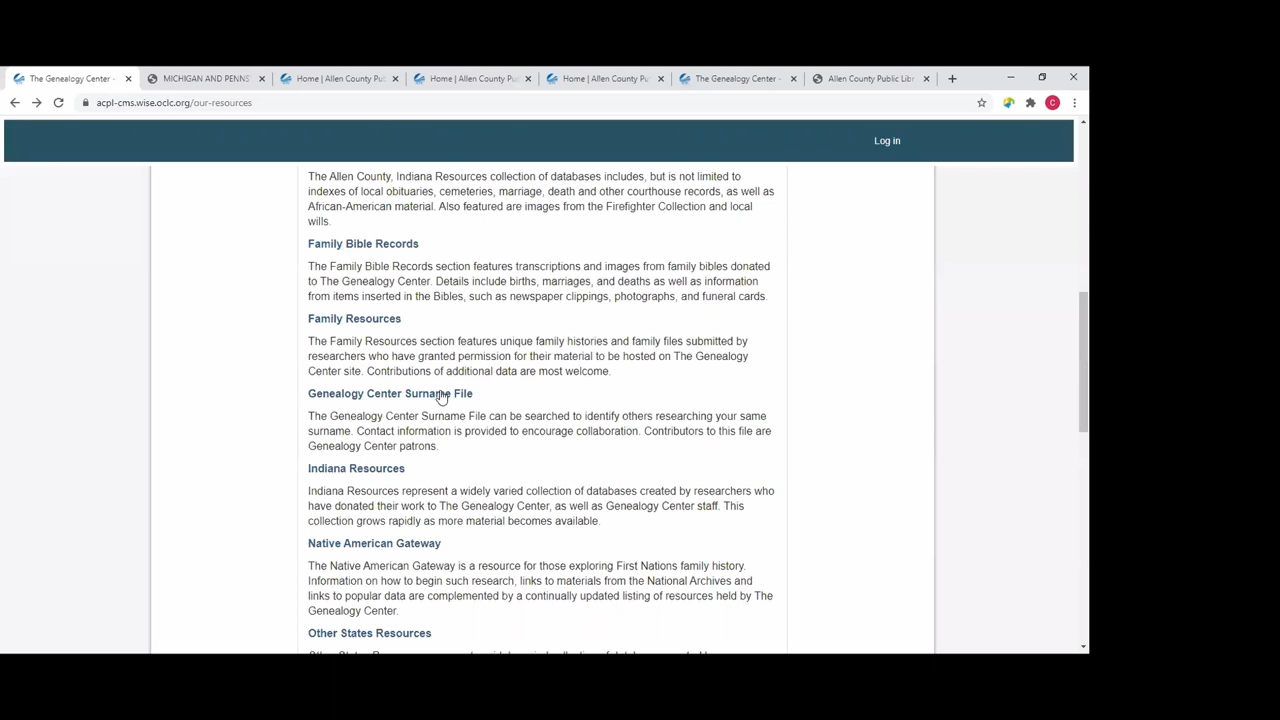 The Genealogy Center -
MICHIGAN AND PENNS
Home | Allen County Pub
Home | Allen County Pu
Home | Allen County Pu
The Genealogy Center -
Allen County Public Libr
acpl-cms.wise.oclc.org/our-resources
C
Log in
The Allen County, Indiana Resources collection of databases includes, but is not limited to
indexes of local obituaries, cemeteries, marriage, death and other courthouse records, as well as
African-American material. Also featured are images from the Firefighter Collection and local
wills.
Family Bible Records
The Family Bible Records section features transcriptions and images from family bibles donated
to The Genealogy Center. Details include births, marriages, and deaths as well as information
from items inserted in the Bibles, such as newspaper clippings, photographs, and funeral cards.
Family Resources
The Family Resources section features unique family histories and family files submitted by
researchers who have granted permission for their material to be hosted on The Genealogy
Center site. Contributions of additional data are most welcome.
Genealogy Center Surname File
The Genealogy Center Surname File can be searched to identify others researching your same
surname. Contact information is provided to encourage collaboration. Contributors to this file are
Genealogy Center patrons.
Indiana Resources
Indiana Resources represent a widely varied collection of databases created by researchers who
have donated their work to The Genealogy Center, as well as Genealogy Center staff. This
collection grows rapidly as more material becomes available.
Native American Gateway
The Native American Gateway is a resource for those exploring First Nations family history.
Information on how to begin such research, links to materials from the National Archives and
links to popular data are complemented by a continually updated listing of resources held by The
Genealogy Center.
Other States Resources